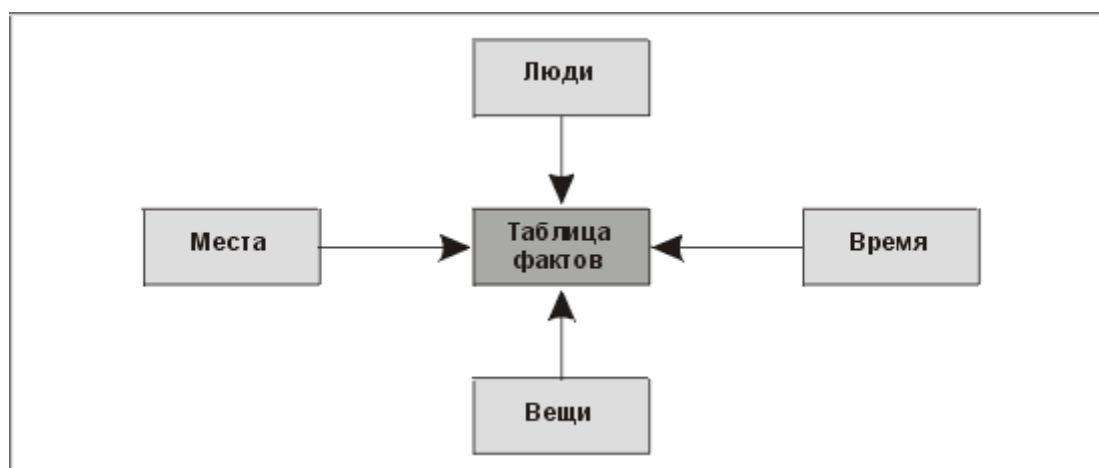 Люди
Места
Таблица
фактов
Время
Вещи